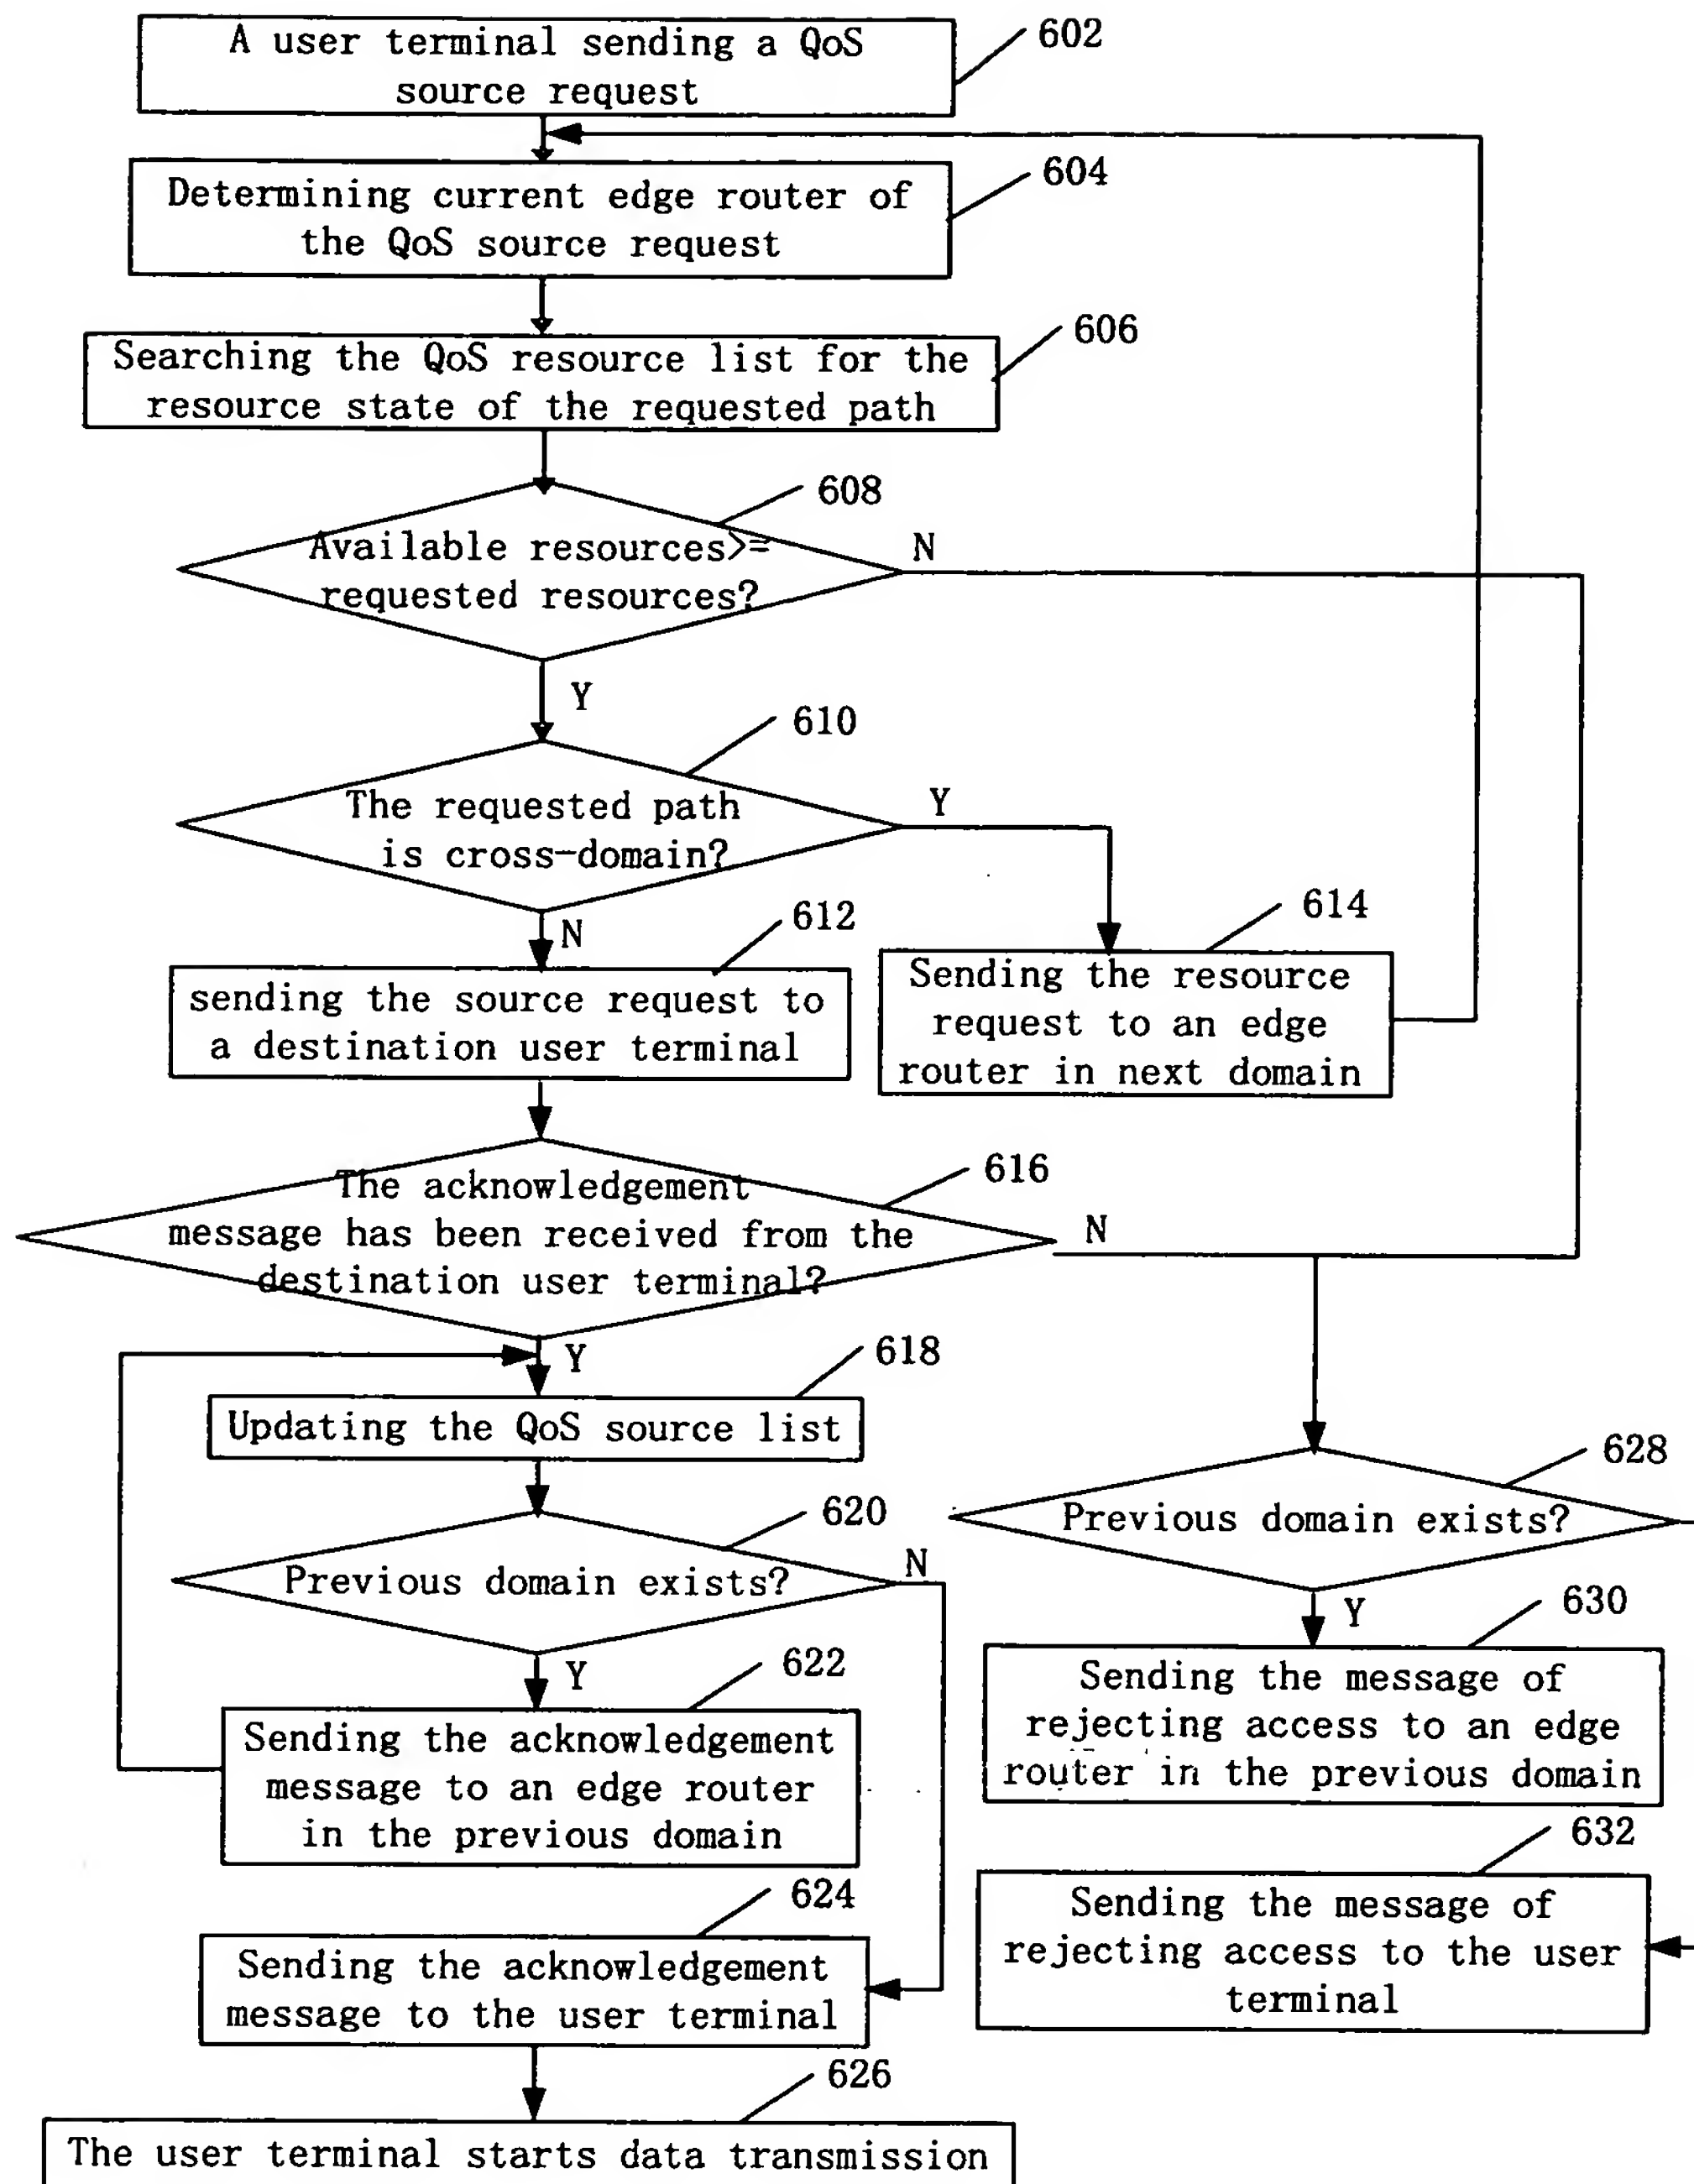 A user terminal sending a QoS
source request
602
Determining current edge router of
the QoS source request
604
Searching the QoS resource list for the
resource state of the requested path
606
608
Available resources>=
requested resources?
N
Y
610
The requested path
is cross-domain?
Y
N
612
sending the source request to
a destination user terminal
614
Sending the resource
request to an edge
router in next domain
616
The acknowledgement
message has been received from the
destination user terminal?
N
Y
618
Updating the QoS source list
620
Previous domain exists?
N
Y
622
Sending the acknowledgement
message to an edge router
in the previous domain
624
Sending the acknowledgement
message to the user terminal
626
The user terminal starts data transmission
628
Previous domain exists?
Y
630
Sending the message of
rejecting access to an edge
router in the previous domain
632
Sending the message of
rejecting access to the user
terminal